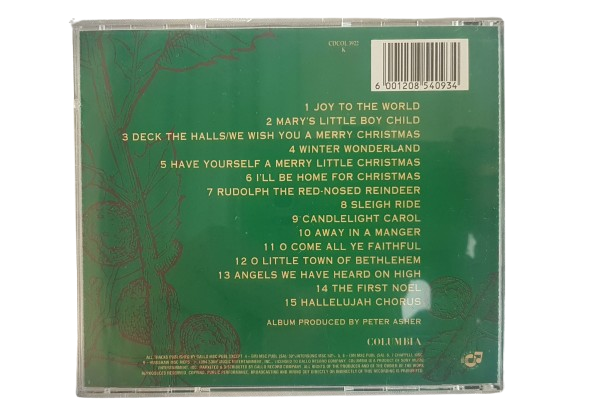 CDCOL 3922
K
6 001208 540934
1 JOY TO THE WORLD
2 MARY'S LITTLE BOY CHILD
3 DECK THE HALLS/WE WISH YOU A MERRY CHRISTMAS
4 WINTER WONDERLAND
5 HAVE YOURSELF A MERRY LITTLE CHRISTMAS
6 I'LL BE HOME FOR CHRISTMAS
7 RUDOLPH THE RED-NOSED REINDEER
8 SLEIGH RIDE
9 CANDLELIGHT CAROL
10 AWAY IN A MANGER
11 O COME ALL YE FAITHFUL
12 O LITTLE TOWN OF BETHLEHEM
13 ANGELS WE HAVE HEARD ON HIGH
14 THE FIRST NOEL
15 HALLELUJAH CHORUS
ALBUM PRODUCED BY PETER ASHER
COLUMBIA